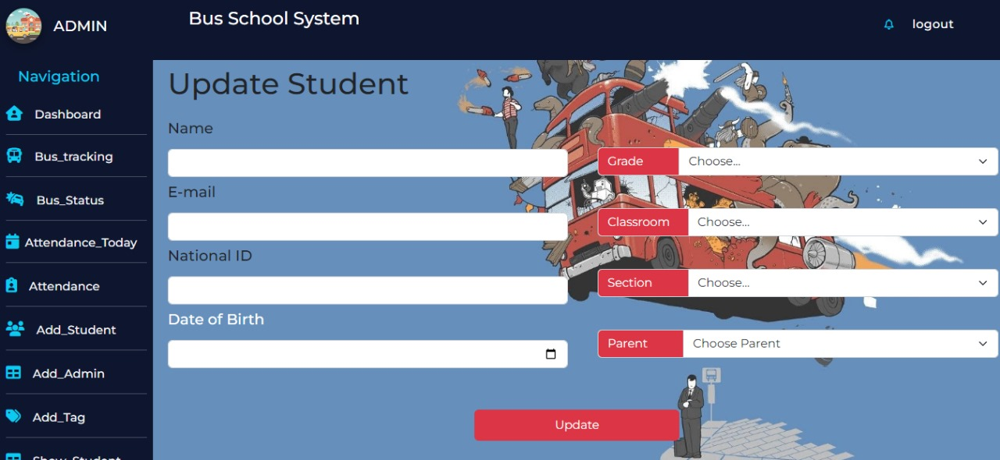 ADMIN
Bus School System
logout
Navigation
Dashboard
Bus_tracking
Bus_Status
Attendance_Today
Attendance
Add_Student
Add_Admin
Add_Tag
Show_Student
Update Student
Name
E-mail
National ID
Date of Birth
Grade Choose...
Classroom Choose...
Section Choose...
Parent Choose Parent
Update